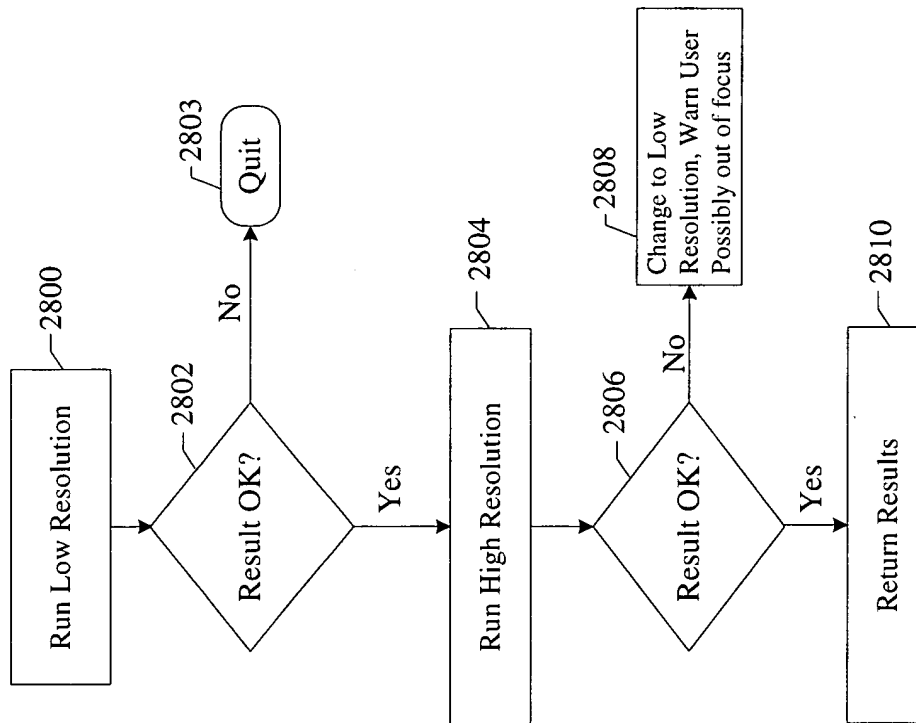 2800
Run Low Resolution
2802
Result OK?
No
2803
Quit
Yes
2804
Run High Resolution
2806
Result OK?
No
2808
Change to Low
Resolution, Warn User
Possibly out of focus
Yes
2810
Return Results